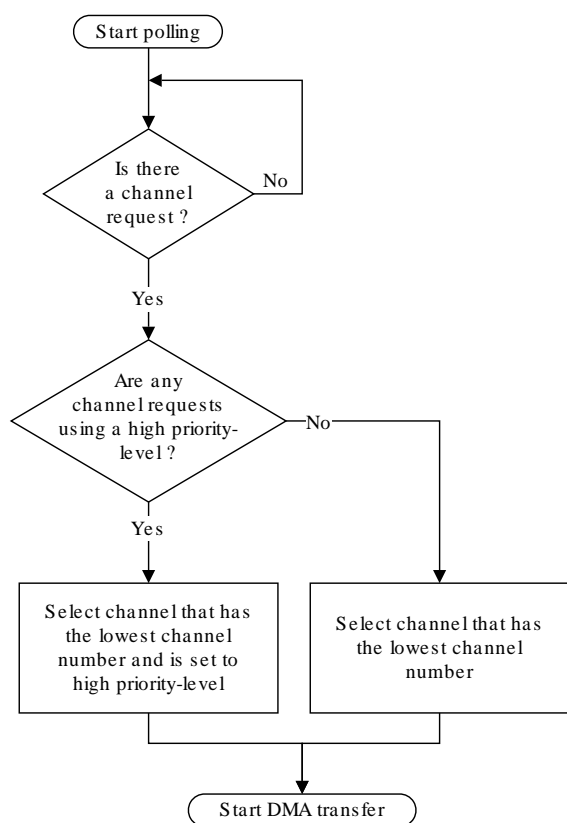 Start polling
Is there
a channel
request ?
No
Yes
Are any
channel requests
using a high priority-
level ?
No
Yes
Select channel that has
the lowest channel
number and is set to
high priority-level
Select channel that has
the lowest channel
number
Start DMA transfer